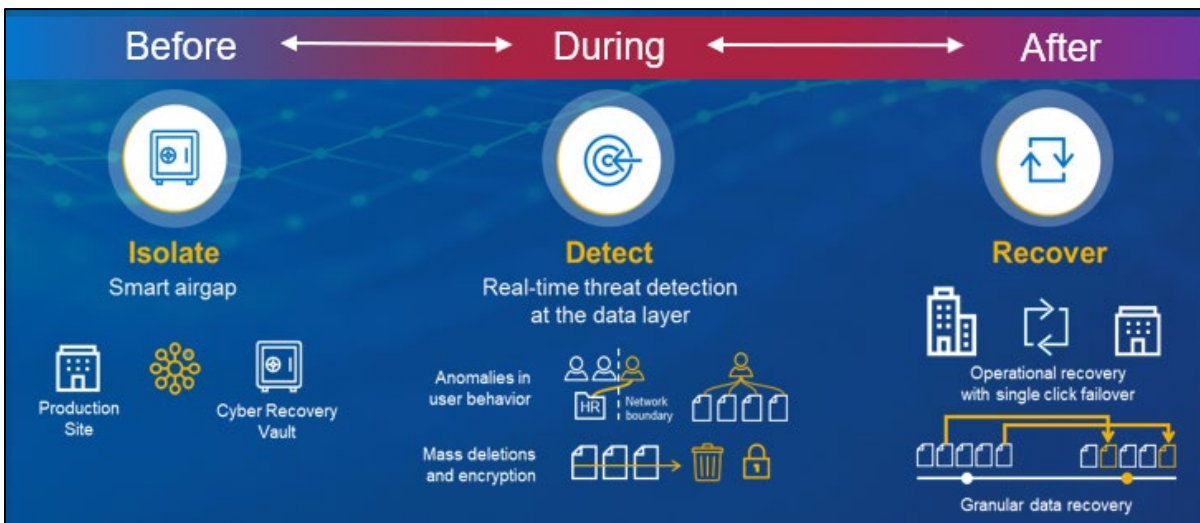 Before
During
After
Isolate
Smart airgap
Production
Site
Cyber Recovery
Vault
Detect
Real-time threat detection
at the data layer
Anomalies in
user behavior
HR
Network
boundary
Mass deletions
and encryption
Recover
Operational recovery
with single click failover
Granular data recovery